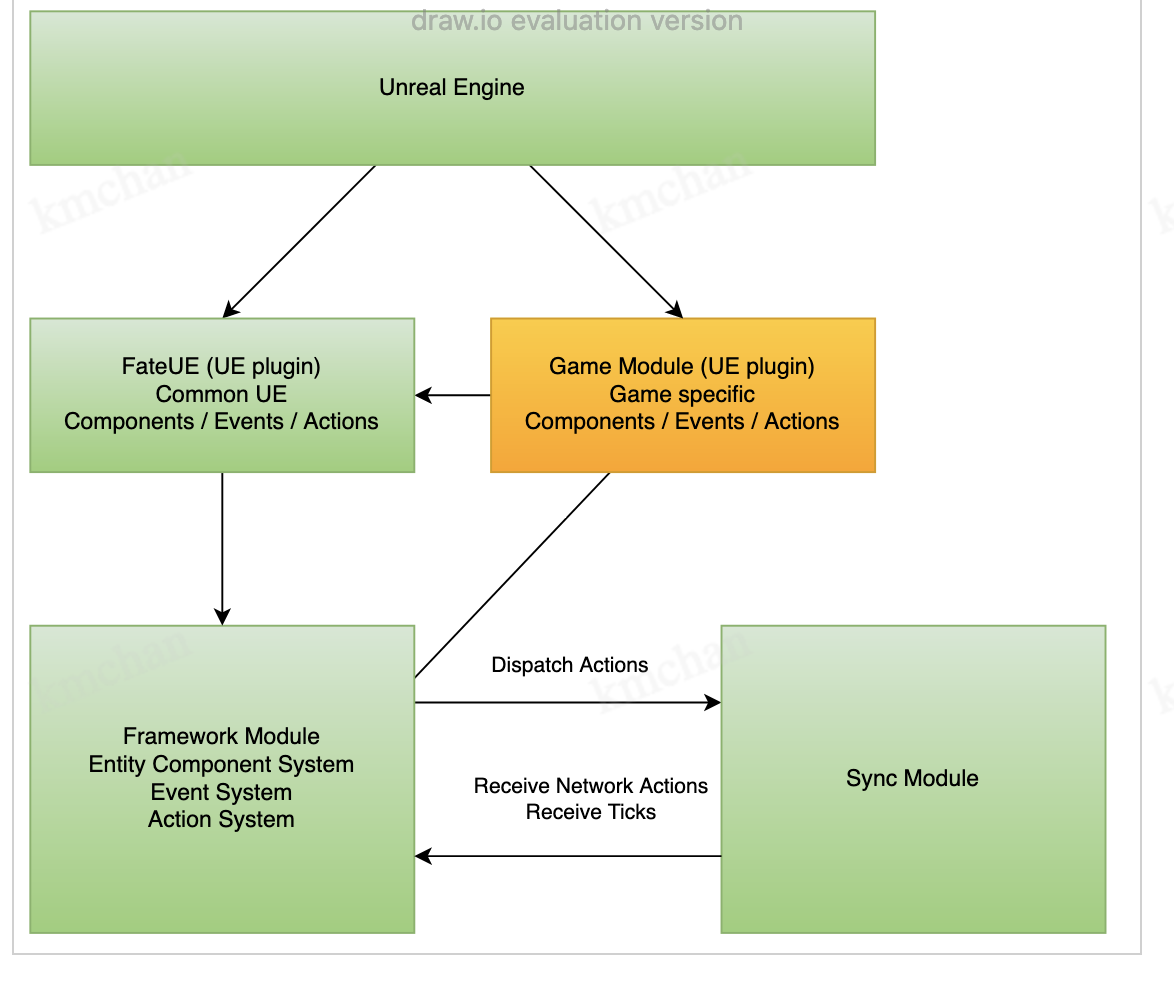 draw.io evaluation version
Unreal Engine
kmchan
kmchan
FateUE (UE plugin)
Common UE
Components / Events / Actions
Game Module (UE plugin)
Game specific
Components / Events / Actions
kmchan
kmchan
Dispatch Actions
Framework Module
Entity Component System
Event System
Action System
Receive Network Actions
Receive Ticks
Sync Module